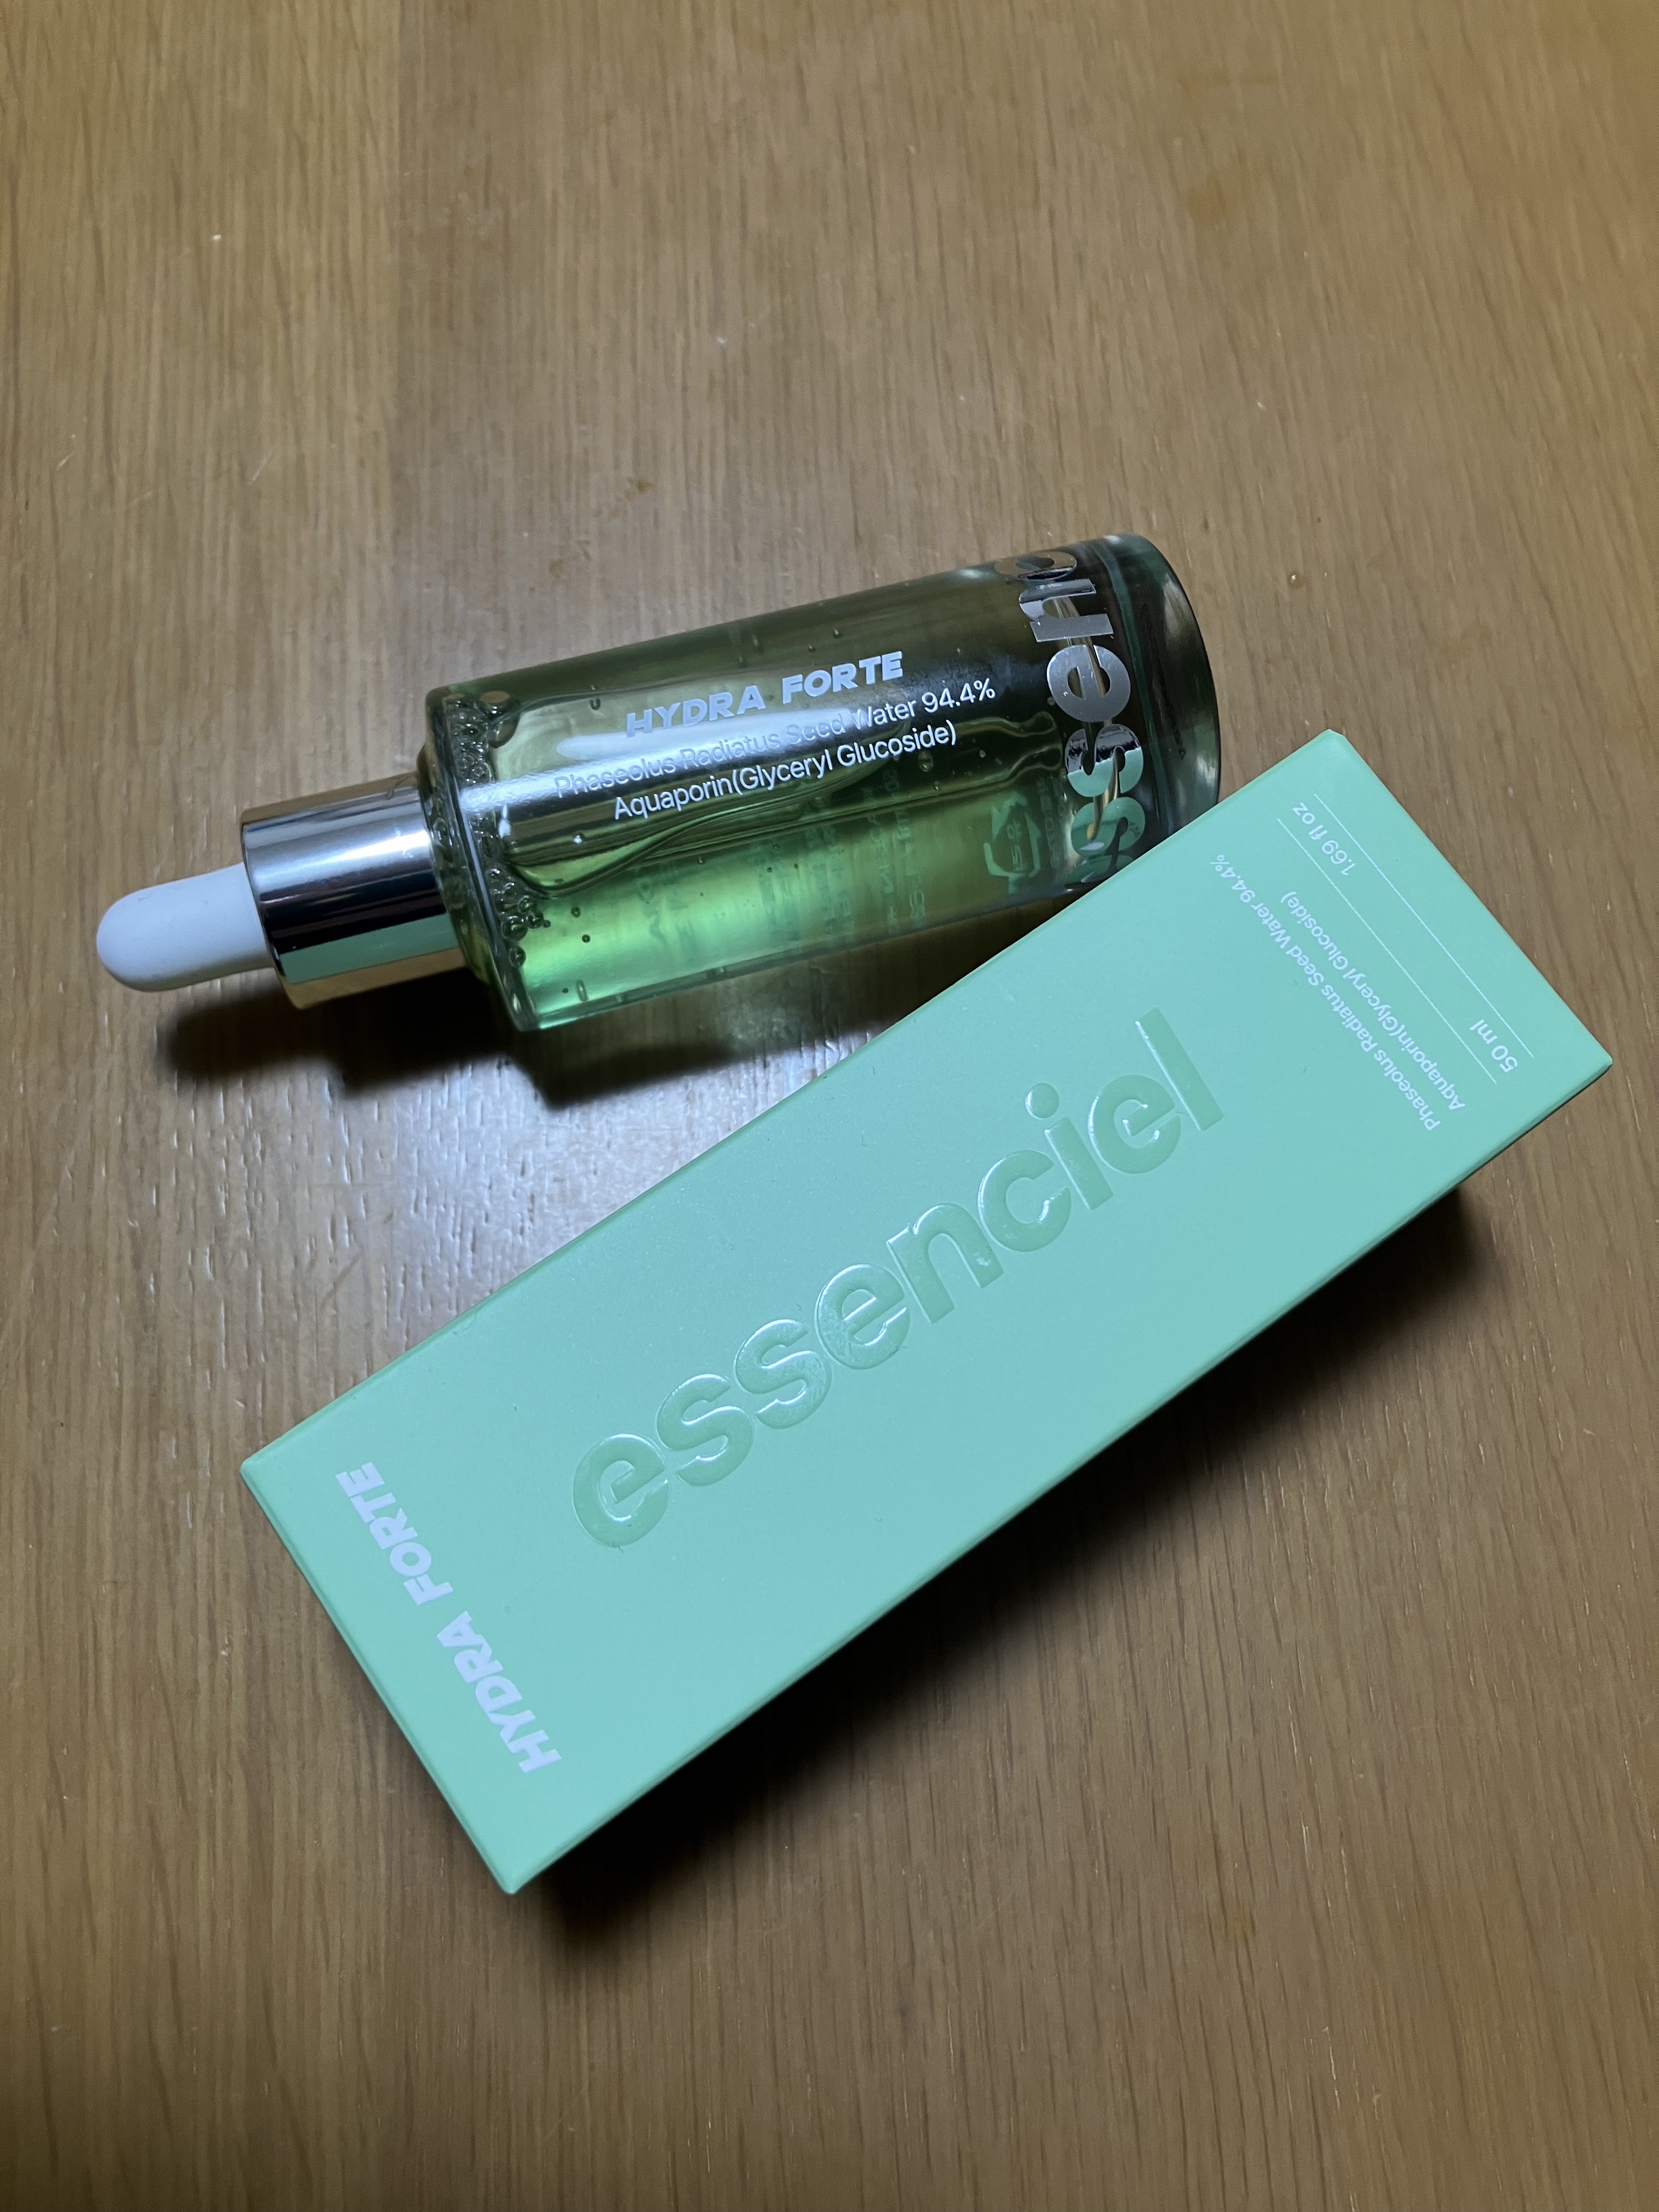 HYDRA FORTE
Phaseolus Radiatus Seed Water 94.4%
Aquaporin(Glyceryl Glucoside)
essenc
HYDRA FORTE
essenciel
Phaseolus Radiatus Seed Water 94.4%
Aquaporin(Glyceryl Glucoside)
50 ml
1.69 fl oz